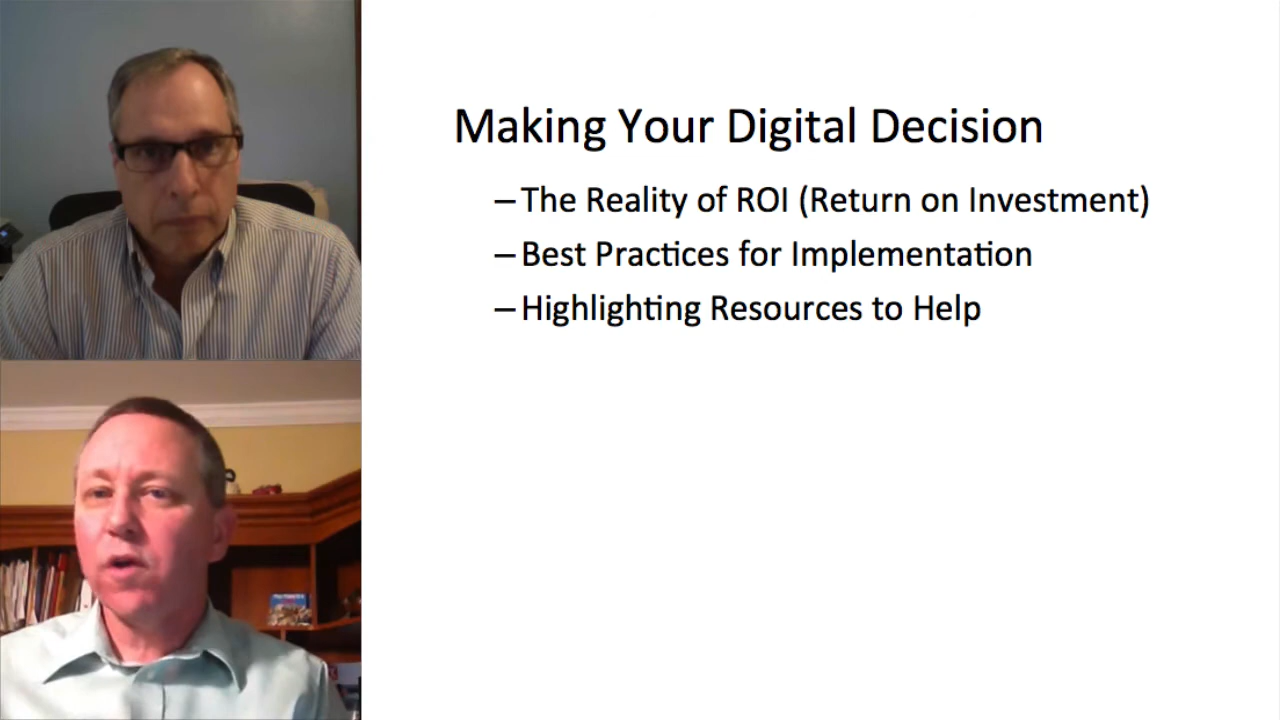 Making Your Digital Decision
– The Reality of ROI (Return on Investment)
– Best Practices for Implementation
– Highlighting Resources to Help